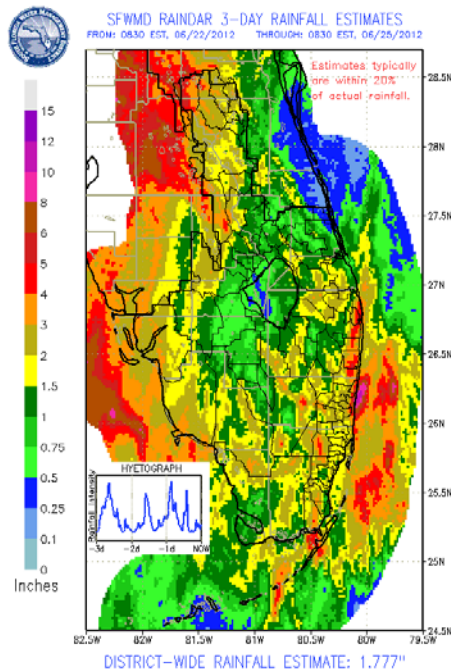 SFWMD RAINDAR 3-DAY RAINFALL ESTIMATES
FROM: 0830 EST, 06/22/2012 THROUGH: 0830 EST, 06/25/2012
Estimates typically
are within 20%
of actual rainfall.
15
12
10
8
6
5
4
3
2
1.5
1
0.75
0.5
0.25
0.1
0
Inches
28.5N
28N
27.5N
27N
26.5N
26N
25.5N
25N
24.5N
HYETOGRAPH
Rainfall Intensity
-3d -2d -1d NOW
82.5W 82W 81.5W 81W 80.5W 80W 79.5W
DISTRICT-WIDE RAINFALL ESTIMATE: 1.777"